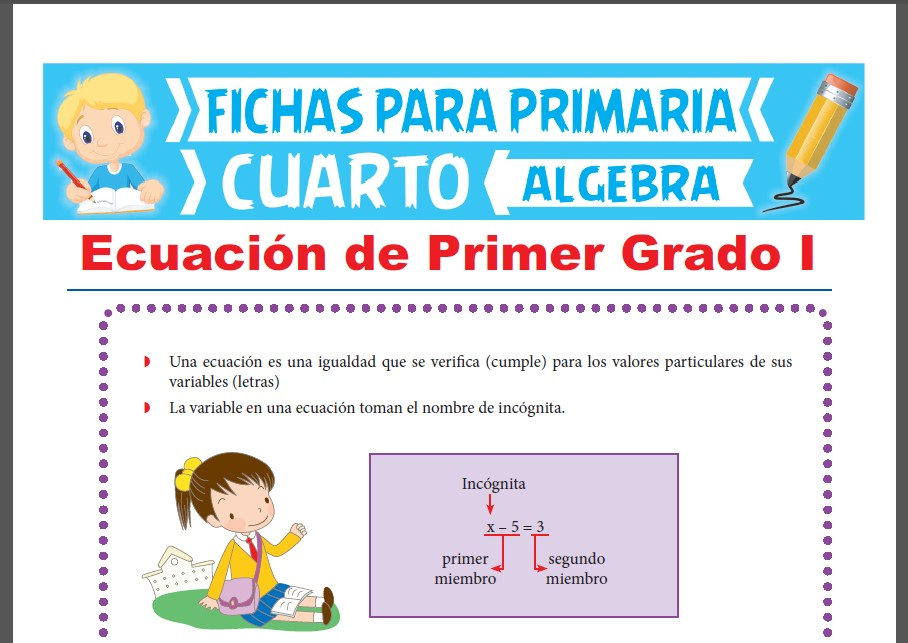 FICHAS PARA PRIMARIA
CUARTO ALGEBRA
Ecuación de Primer Grado I
Una ecuación es una igualdad que se verifica (cumple) para los valores particulares de sus
variables (letras)
La variable en una ecuación toman el nombre de incógnita.
Incógnita
x – 5 = 3
primer
miembro
segundo
miembro